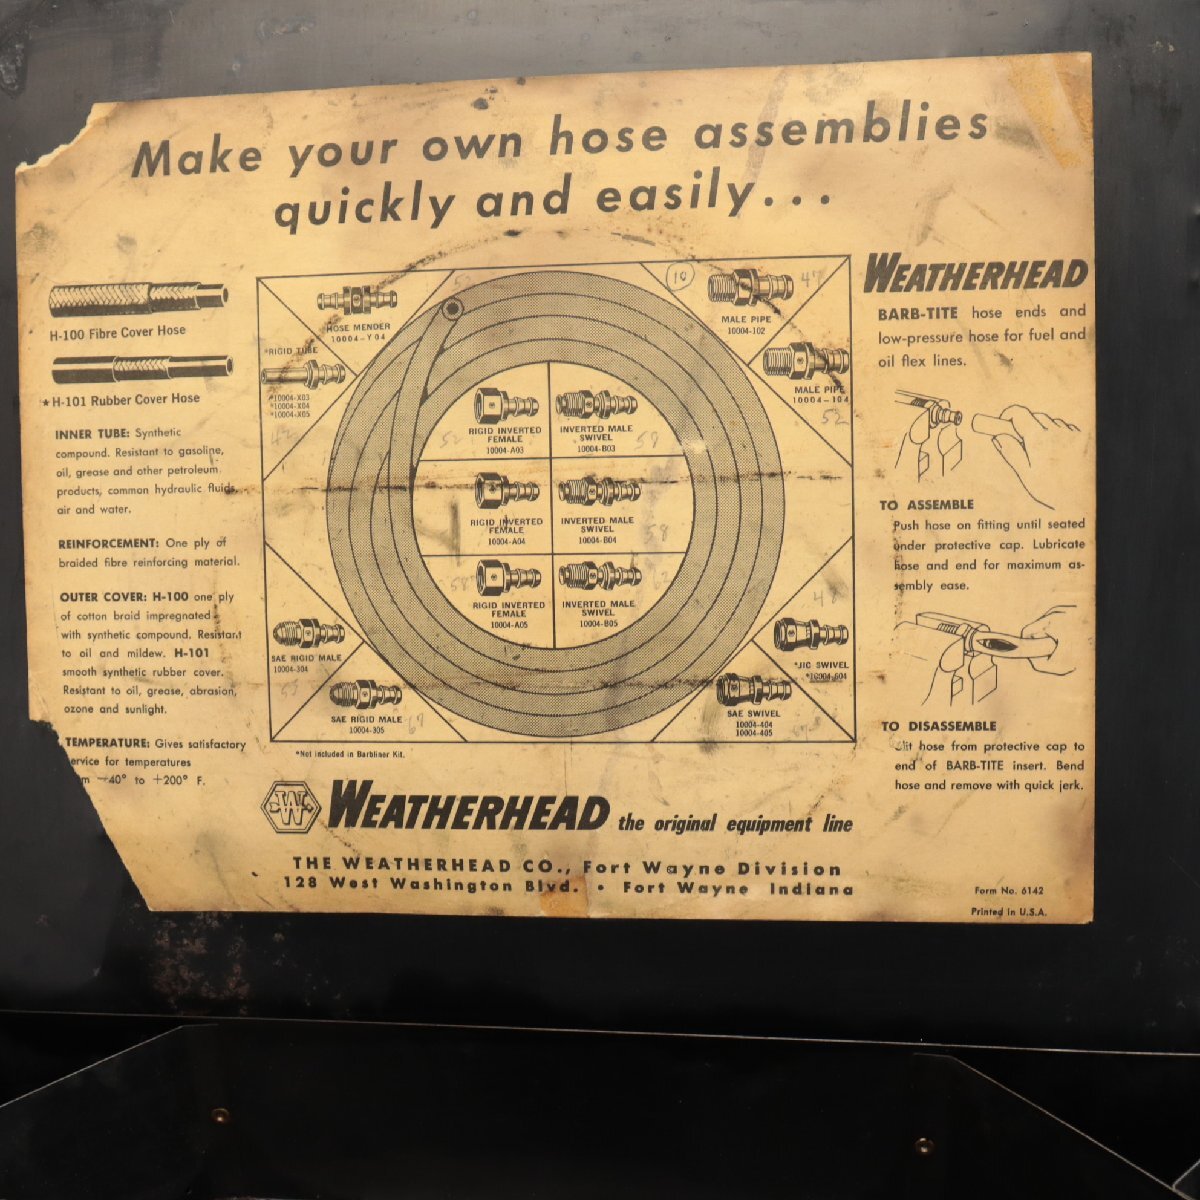 Make your own hose assemblies
quickly and easily...
H-100 Fibre Cover Hose
★H-101 Rubber Cover Hose
INNER TUBE: Synthetic
compound. Resistant to gasoline,
oil, grease and other petroleum
products, common hydraulic fluids,
air and water.
REINFORCEMENT: One ply of
braided fibre reinforcing material.
OUTER COVER: H-100 one ply
of cotton braid impregnated
with synthetic compound. Resistant
to oil and mildew. H-101
smooth synthetic rubber cover.
Resistant to oil, grease, abrasion,
ozone and sunlight.
TEMPERATURE: Gives satisfactory
service for temperatures
-40° to +200° F.
HOSE MENDER
10004-Y04
*RIGID TUBE
*10004-X03
*10004-X04
*10004-X05
42
10
MALE PIPE
10004-102
47
MALE PIPE
10004-104
52
RIGID INVERTED
FEMALE
10004-A03
52
INVERTED MALE
SWIVEL
10004-B03
59
RIGID INVERTED
FEMALE
10004-A04
INVERTED MALE
SWIVEL
10004-B04
59
RIGID INVERTED
FEMALE
10004-A05
58
INVERTED MALE
SWIVEL
10004-B05
62
SAE RIGID MALE
10004-304
SAE RIGID MALE
10004-305
*JIC SWIVEL
*10004-604
48
SAE SWIVEL
10004-404
10004-405
*Not included in Barbliner Kit.
WEATHERHEAD
BARB-TITE hose ends and
low-pressure hose for fuel and
oil flex lines.
TO ASSEMBLE
Push hose on fitting until seated
under protective cap. Lubricate
hose and end for maximum as-
sembly ease.
TO DISASSEMBLE
Slit hose from protective cap to
end of BARB-TITE insert. Bend
hose and remove with quick jerk.
W
WEATHERHEAD the original equipment line
THE WEATHERHEAD CO., Fort Wayne Division
128 West Washington Blvd. • Fort Wayne Indiana
Form No. 6142
Printed in U.S.A.